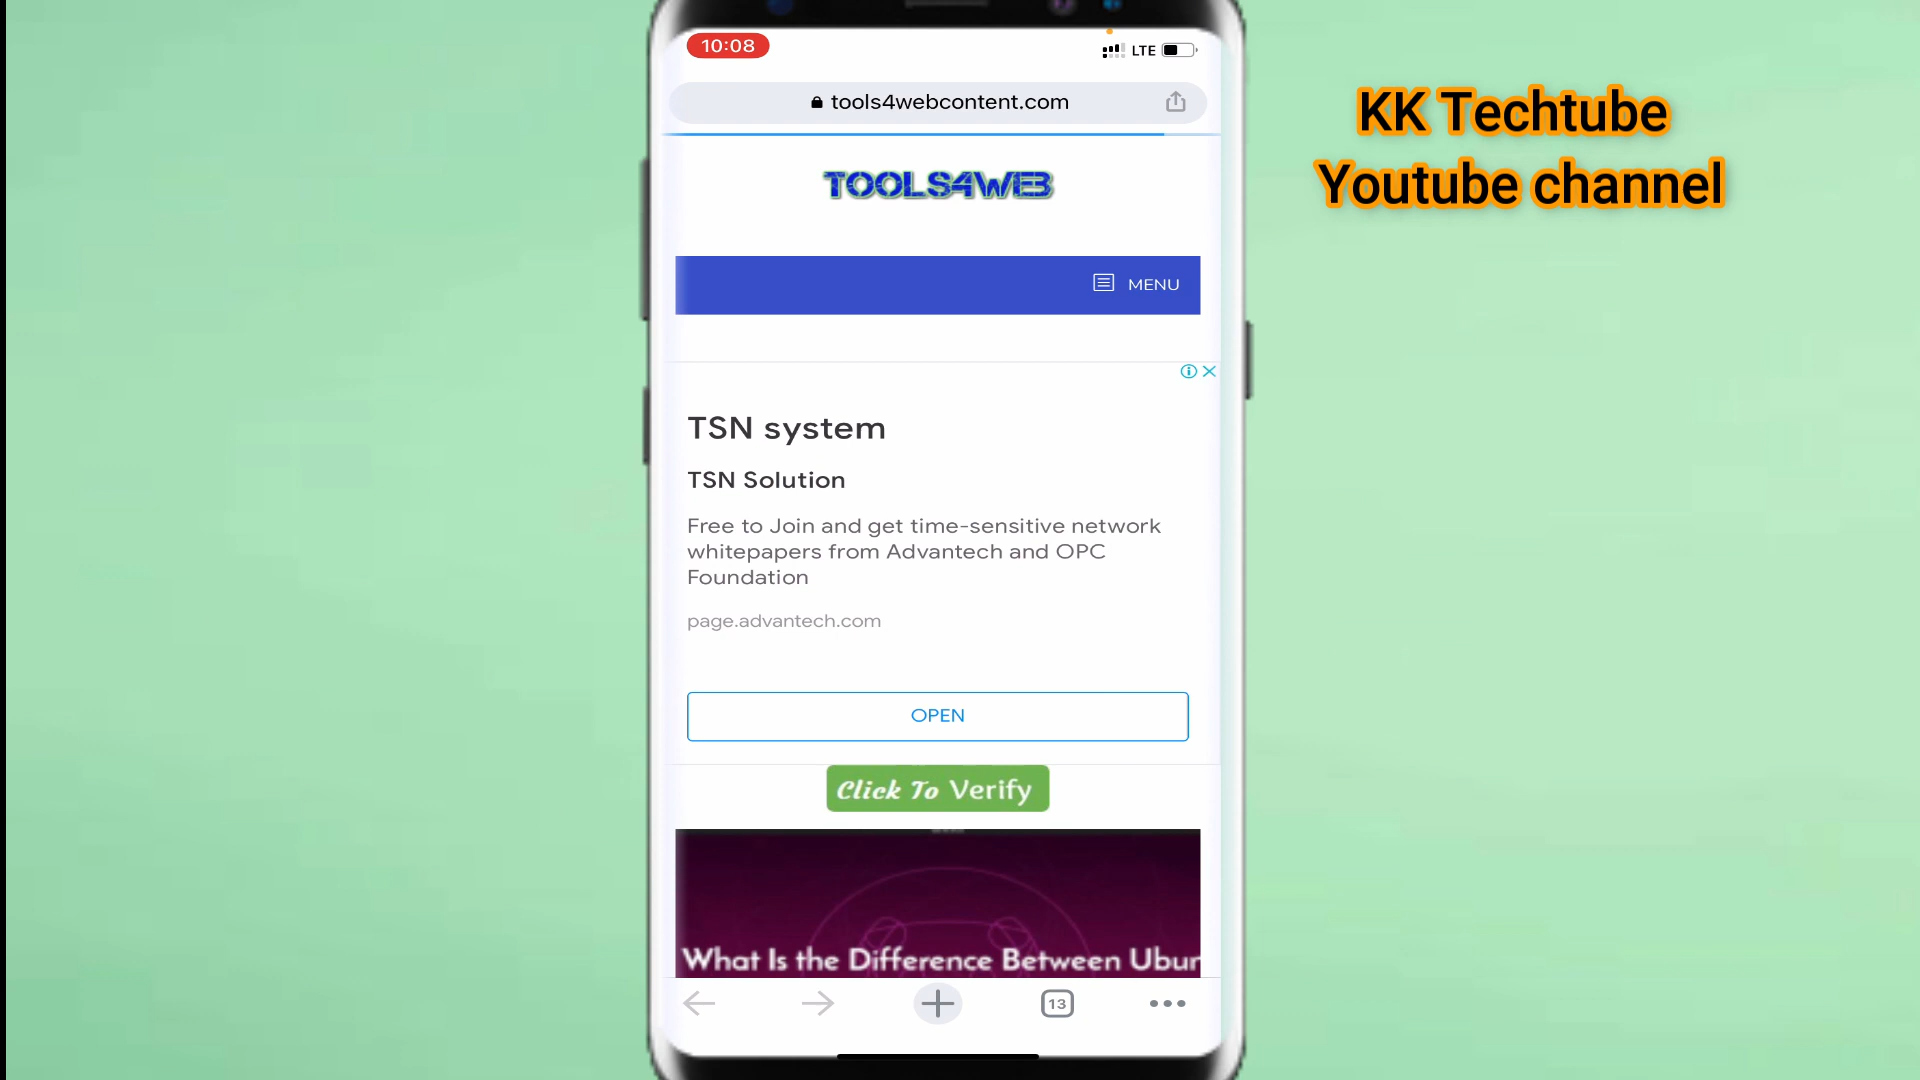 10:08
LTE
tools4webcontent.com
KK Techtube
Youtube channel
TOOLS4WEB
MENU
TSN system
TSN Solution
Free to Join and get time-sensitive network
whitepapers from Advantech and OPC
Foundation
page.advantech.com
OPEN
Click To Verify
What Is the Difference Between Ubun
13